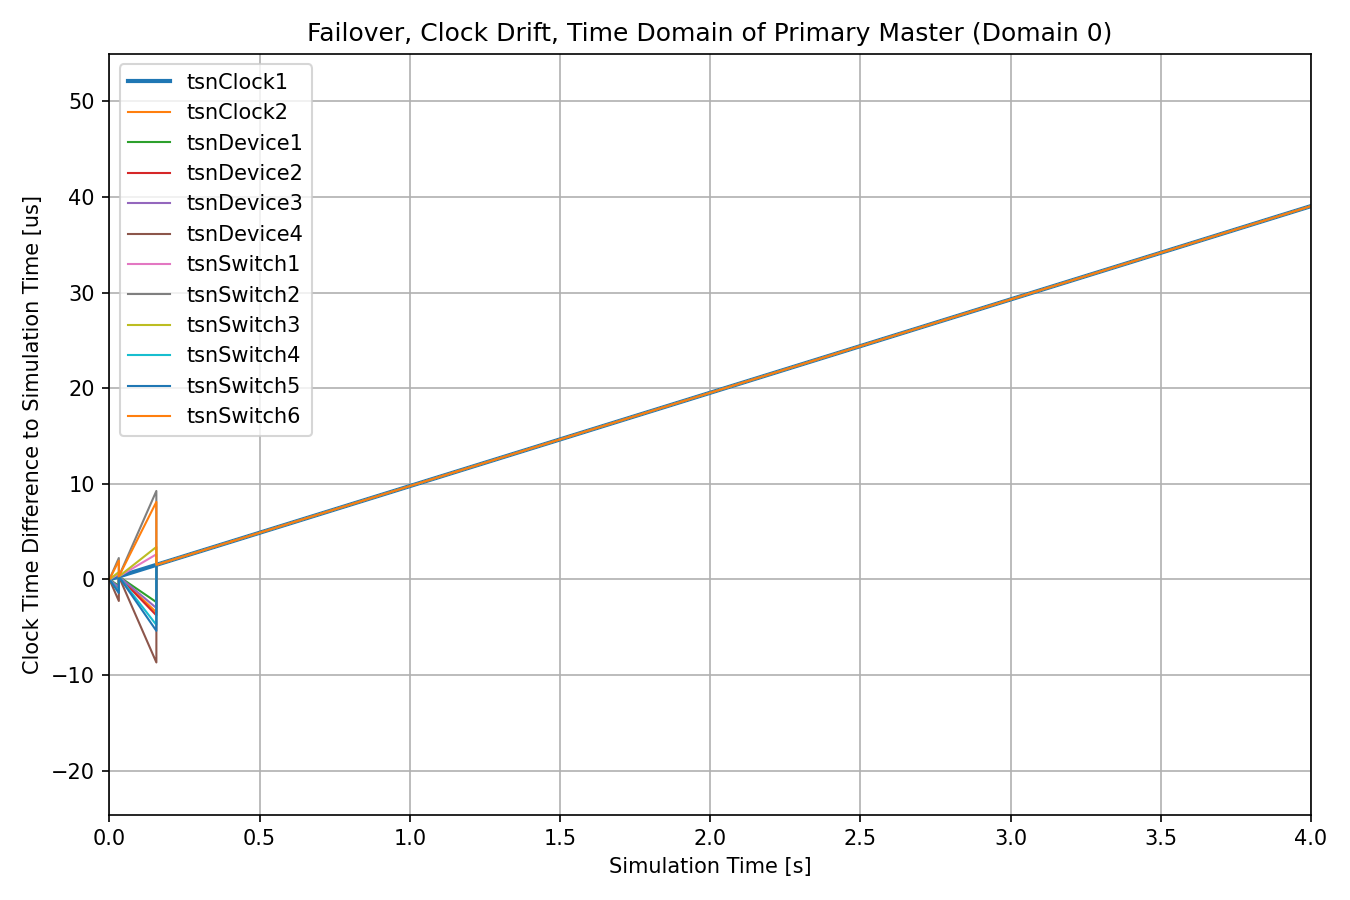 Failover, Clock Drift, Time Domain of Primary Master (Domain 0)
tsnClock1
tsnClock2
tsnDevice1
tsnDevice2
tsnDevice3
tsnDevice4
tsnSwitch1
tsnSwitch2
tsnSwitch3
tsnSwitch4
tsnSwitch5
tsnSwitch6
Clock Time Difference to Simulation Time [us]
50
40
30
20
10
0
−10
−20
0.0 0.5 1.0 1.5 2.0 2.5 3.0 3.5 4.0
Simulation Time [s]